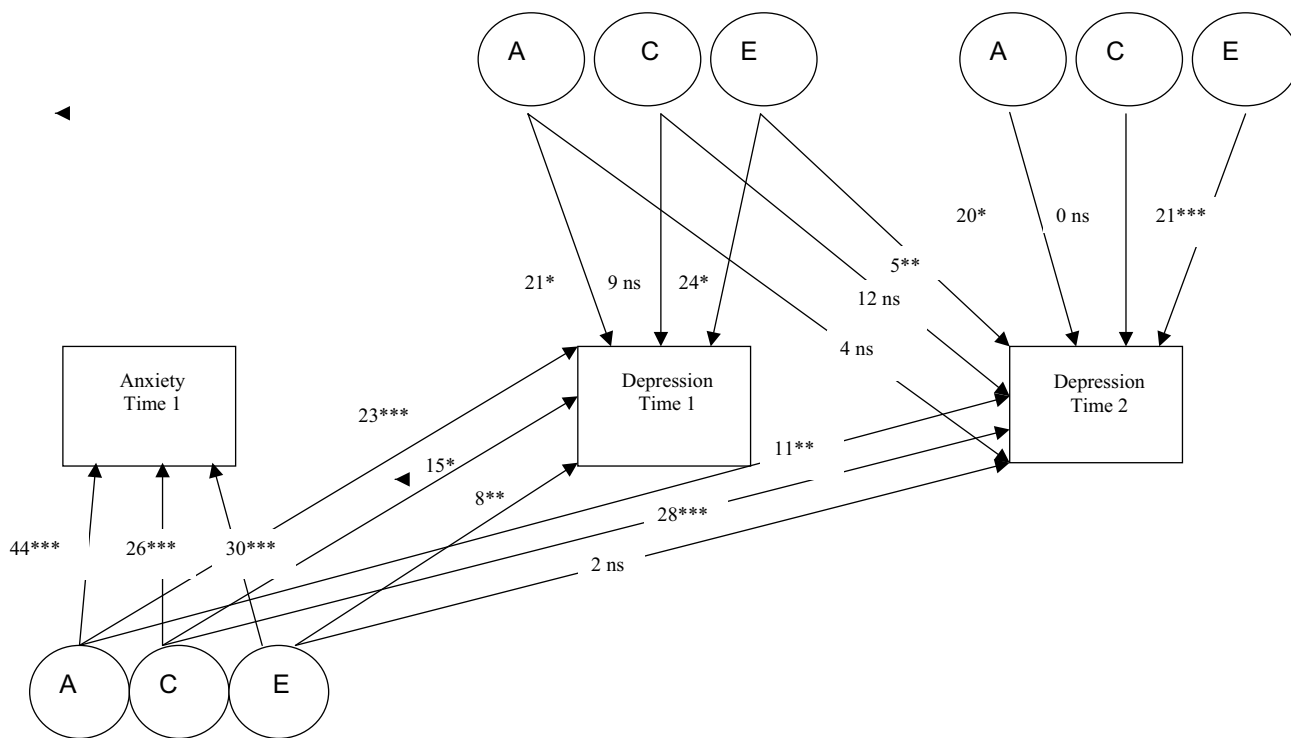 A C E A C E
20* 0 ns 21***
5**
21* 9 ns 24*
12 ns
4 ns
Anxiety
Time 1
Depression
Time 1
Depression
Time 2
23***
11**
15*
8**
28***
44*** 26*** 30***
2 ns
A C E